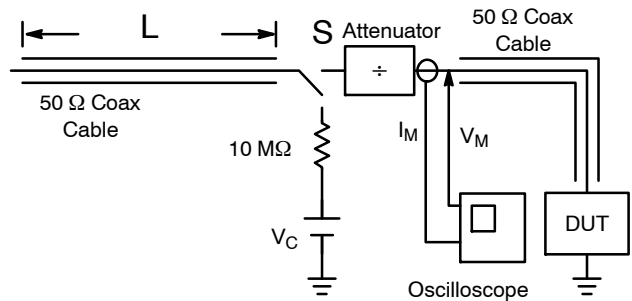 L
S
Attenuator
÷
50 Ω Coax
Cable
50 Ω Coax
Cable
10 MΩ
I_M
V_M
V_C
DUT
Oscilloscope